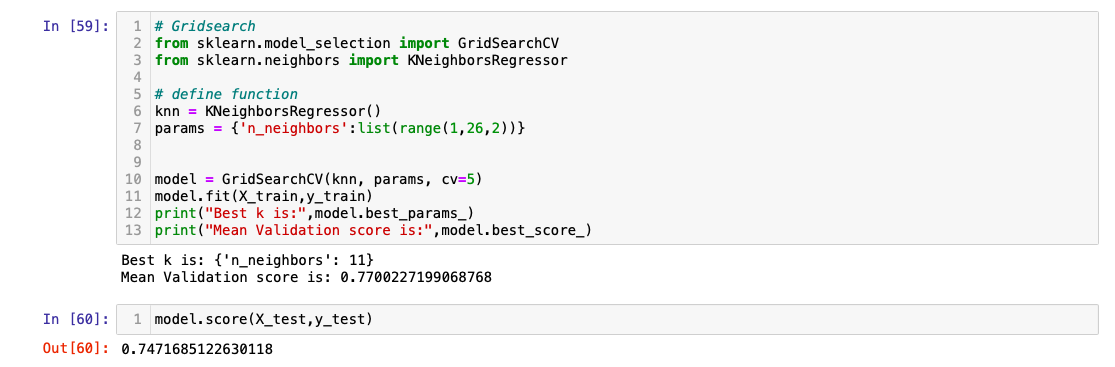 In [59]:
1 # Gridsearch
2 from sklearn.model_selection import GridSearchCV
3 from sklearn.neighbors import KNeighborsRegressor
4
5 # define function
6 knn = KNeighborsRegressor()
7 params = {'n_neighbors':list(range(1,26,2))}
8
9
10 model = GridSearchCV(knn, params, cv=5)
11 model.fit(X_train,y_train)
12 print("Best k is:",model.best_params_)
13 print("Mean Validation score is:",model.best_score_)
Best k is: {'n_neighbors': 11}
Mean Validation score is: 0.7700227199068768
In [60]:
1 model.score(X_test,y_test)
Out[60]: 0.7471685122630118